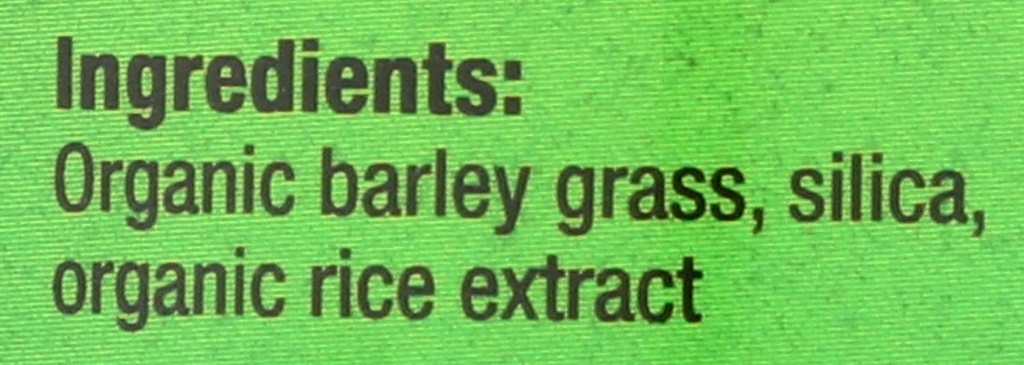 Ingredients:
Organic barley grass, silica,
organic rice extract